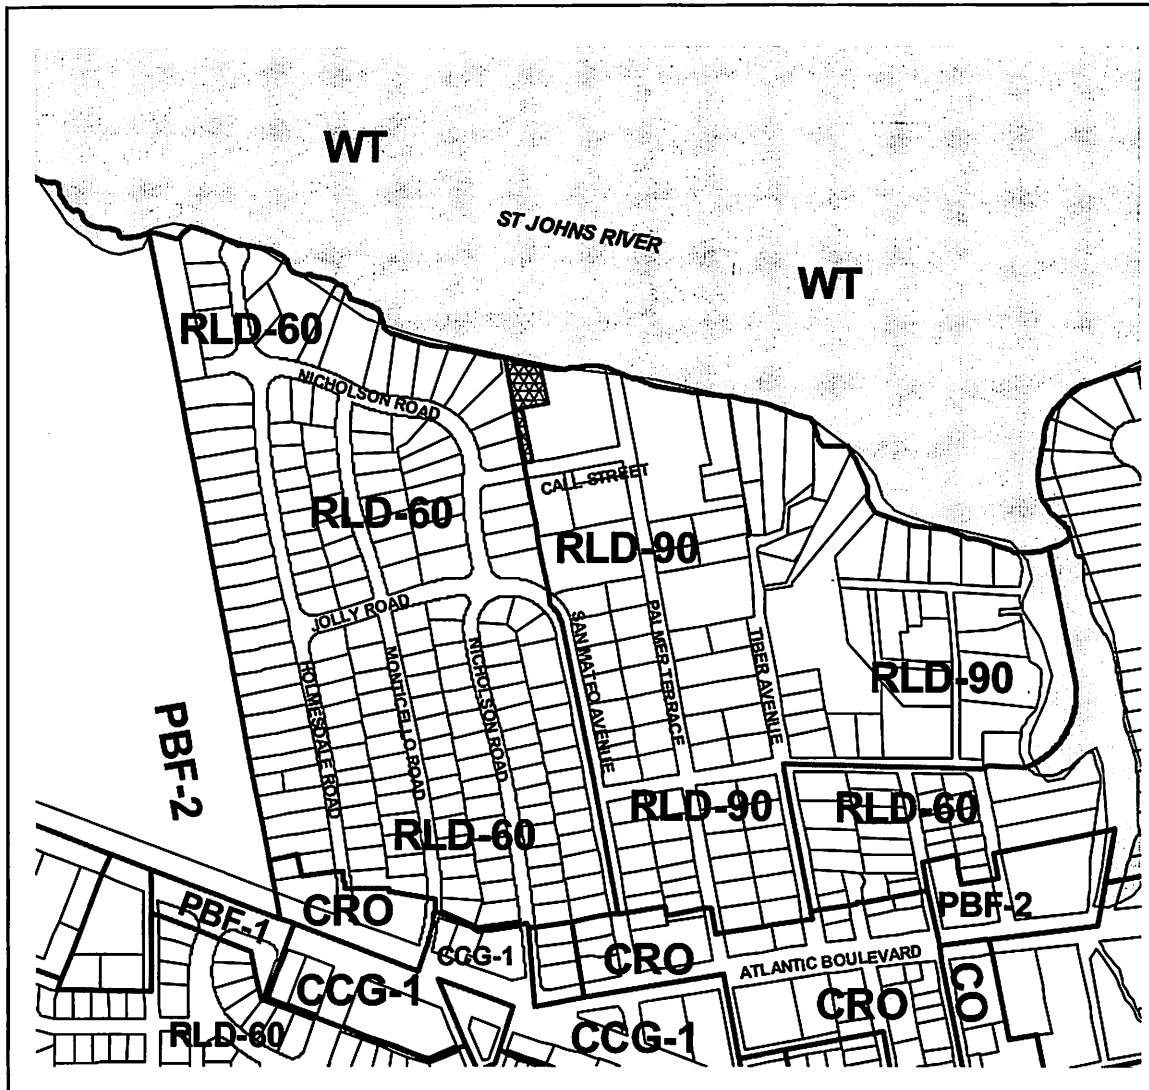 WT
ST JOHNS RIVER
WT
RLD-60
NICHOLSON ROAD
CALL STREET
RLD-60
RLD-90
JOLLY ROAD
SAN MATEO AVENUE
PALMER TERRACE
TIBER AVENUE
HOLMESDALE ROAD
MONTICELLO ROAD
NICHOLSON ROAD
RLD-90
PBF-2
RLD-60
RLD-90
RLD-60
PBF-1
CRO
CCG-1
CRO
PBF-2
ATLANTIC BOULEVARD
CCG-1
CRO
CO
RLD-60
CCG-1